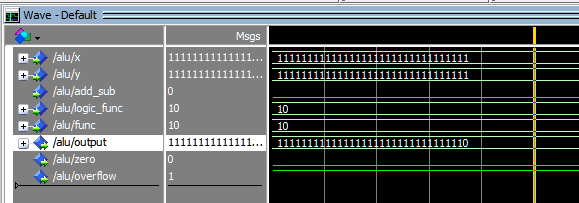 Wave - Default
Msgs
/alu/x 11111111111111... 11111111111111111111111111111111
/alu/y 11111111111111... 11111111111111111111111111111111
/alu/add_sub 0
/alu/logic_func 10 10
/alu/func 10 10
/alu/output 11111111111111... 11111111111111111111111111111110
/alu/zero 0
/alu/overflow 1